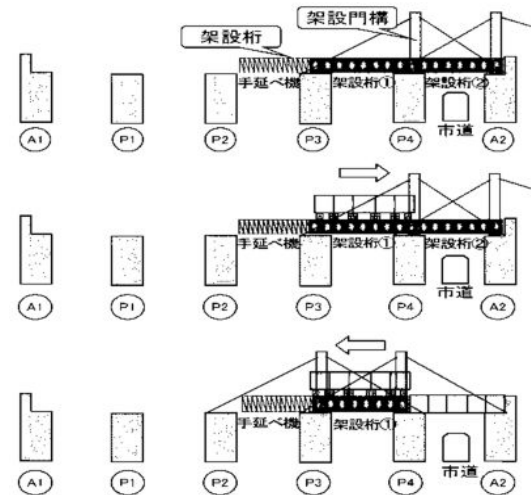 架設門構
架設桁
手延べ機 架設桁① 架設桁②
市道
A1 P1 P2 P3 P4 A2
手延べ機 架設桁① 架設桁②
市道
A1 P1 P2 P3 P4 A2
手延べ機 架設桁①
市道
A1 P1 P2 P3 P4 A2